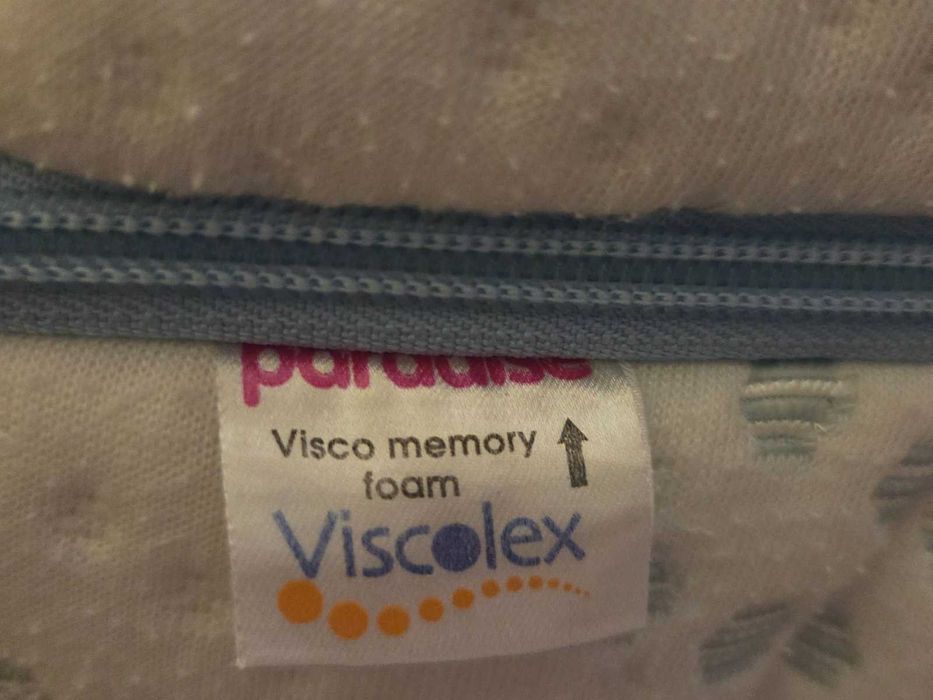 paradise
Visco memory
foam
Viscolex